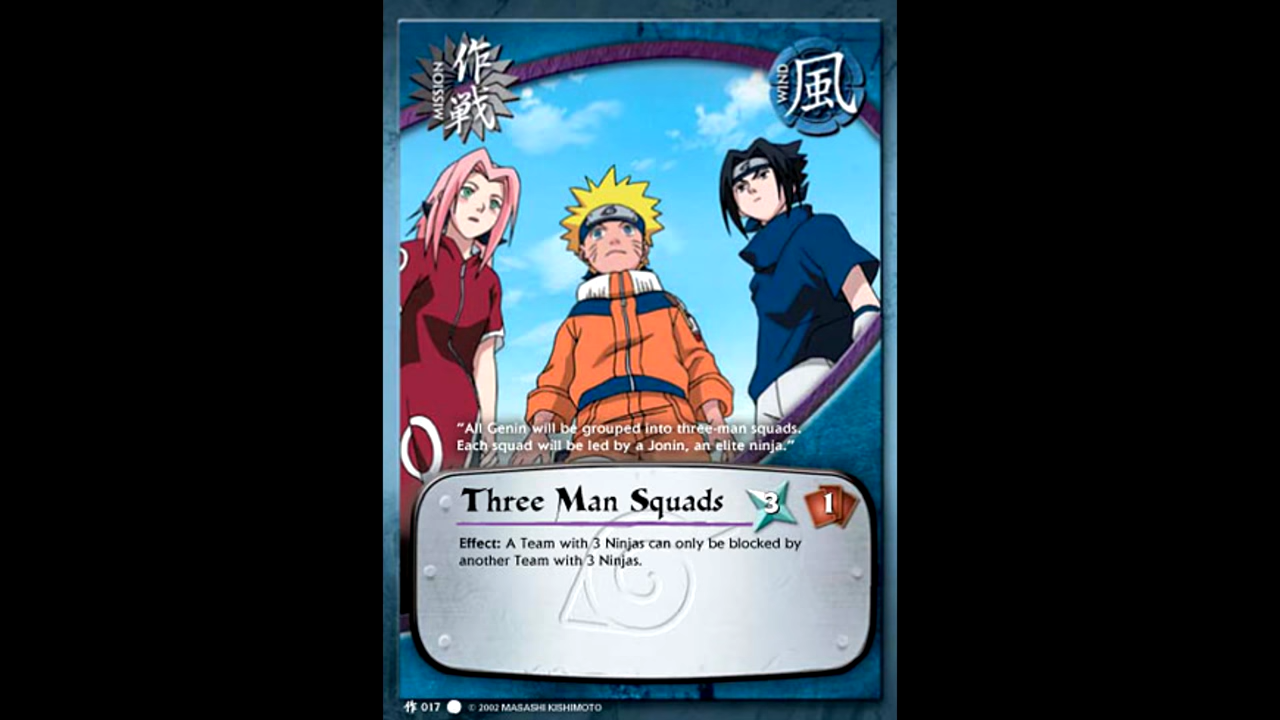 MISSION
作戦
WIND
風
"All Genin will be grouped into three-man squads.
Each squad will be led by a Jonin, an elite ninja."
Three Man Squads 3 1
Effect: A Team with 3 Ninjas can only be blocked by
another Team with 3 Ninjas.
作 017 © 2002 MASASHI KISHIMOTO